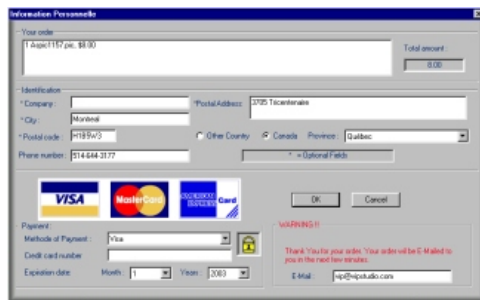 Information Personnelle
Your order
1 Aspic1157.pic, $8.00
Total amount :
8.00
Identification
* Company :
*Postal Address:
3705 Tricentenaire
* City :
Montreal
* Postal code :
H1B5W3
Other Country
Canada
Province :
Québec
Phone number :
514-644-3177
* = Optional Fields
VISA
MasterCard
AMERICAN EXPRESS Card
OK
Cancel
Payment :
Methode of Payment :
Visa
Credit card number
Expiration date
Month :
1
Year :
2003
WARNING !!!
Thank You for your order. Your order will be E-Mailed to
you in the next few minutes.
E-Mail :
vip@vipstudio.com